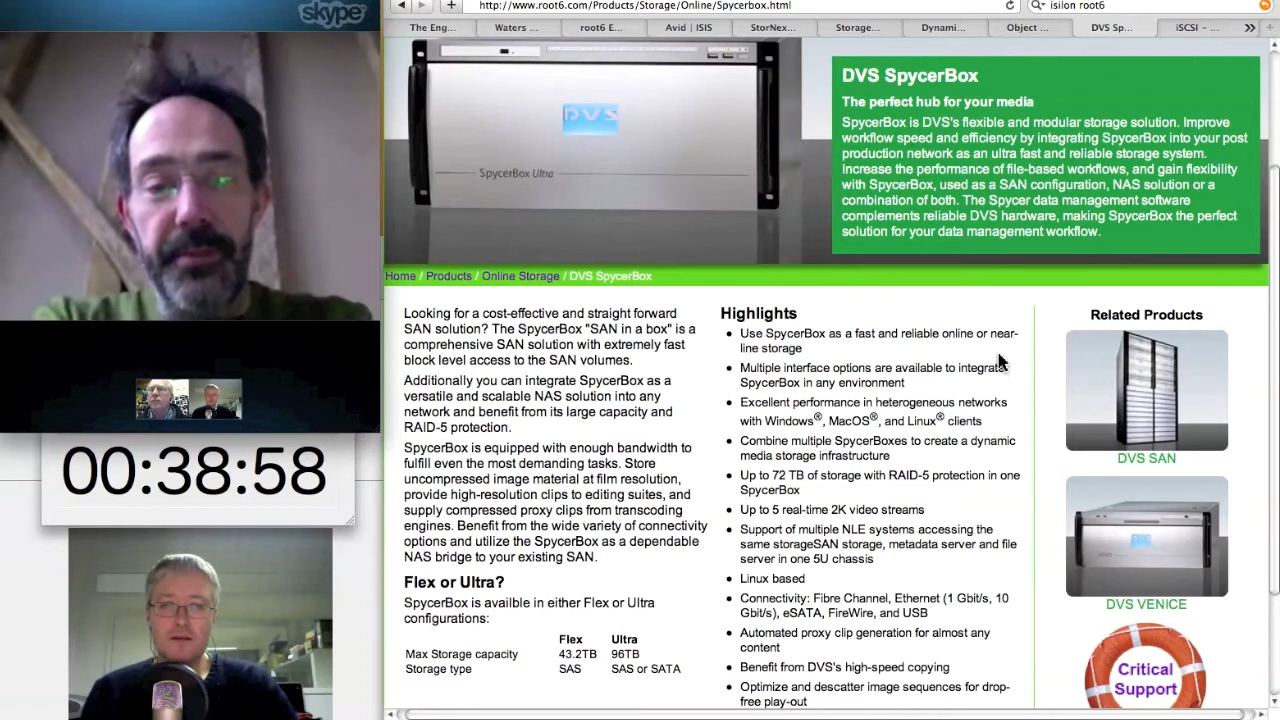 skype
http://www.root6.com/Products/Storage/Online/Spycerbox.html
isilon root6
The Eng...
Waters ...
root6 E...
Avid | ISIS
StorNex...
Storage...
Dynami...
Object ...
DVS Sp...
iSCSI - ...
DVS
SpycerBox Ultra
DVS SpycerBox
The perfect hub for your media
SpycerBox is DVS's flexible and modular storage solution. Improve
workflow speed and efficiency by integrating SpycerBox into your post
production network as an ultra fast and reliable storage system.
Increase the performance of file-based workflows, and gain flexibility
with SpycerBox, used as a SAN configuration, NAS solution or a
combination of both. The Spycer data management software
complements reliable DVS hardware, making SpycerBox the perfect
solution for your data management workflow.
Home / Products / Online Storage / DVS SpycerBox
Looking for a cost-effective and straight forward
SAN solution? The SpycerBox "SAN in a box" is a
comprehensive SAN solution with extremely fast
block level access to the SAN volumes.
Additionally you can integrate SpycerBox as a
versatile and scalable NAS solution into any
network and benefit from its large capacity and
RAID-5 protection.
SpycerBox is equipped with enough bandwidth to
fulfill even the most demanding tasks. Store
uncompressed image material at film resolution,
provide high-resolution clips to editing suites, and
supply compressed proxy clips from transcoding
engines. Benefit from the wide variety of connectivity
options and utilize the SpycerBox as a dependable
NAS bridge to your existing SAN.
Flex or Ultra?
SpycerBox is availble in either Flex or Ultra
configurations:
Flex Ultra
Max Storage capacity 43.2TB 96TB
Storage type SAS SAS or SATA
Highlights
• Use SpycerBox as a fast and reliable online or near-
line storage
• Multiple interface options are available to integrate
SpycerBox in any environment
• Excellent performance in heterogeneous networks
with Windows®, MacOS®, and Linux® clients
• Combine multiple SpycerBoxes to create a dynamic
media storage infrastructure
• Up to 72 TB of storage with RAID-5 protection in one
SpycerBox
• Up to 5 real-time 2K video streams
• Support of multiple NLE systems accessing the
same storageSAN storage, metadata server and file
server in one 5U chassis
• Linux based
• Connectivity: Fibre Channel, Ethernet (1 Gbit/s, 10
Gbit/s), eSATA, FireWire, and USB
• Automated proxy clip generation for almost any
content
• Benefit from DVS's high-speed copying
• Optimize and descatter image sequences for drop-
free play-out
Related Products
DVS SAN
DVS VENICE
Critical
Support
00:38:58